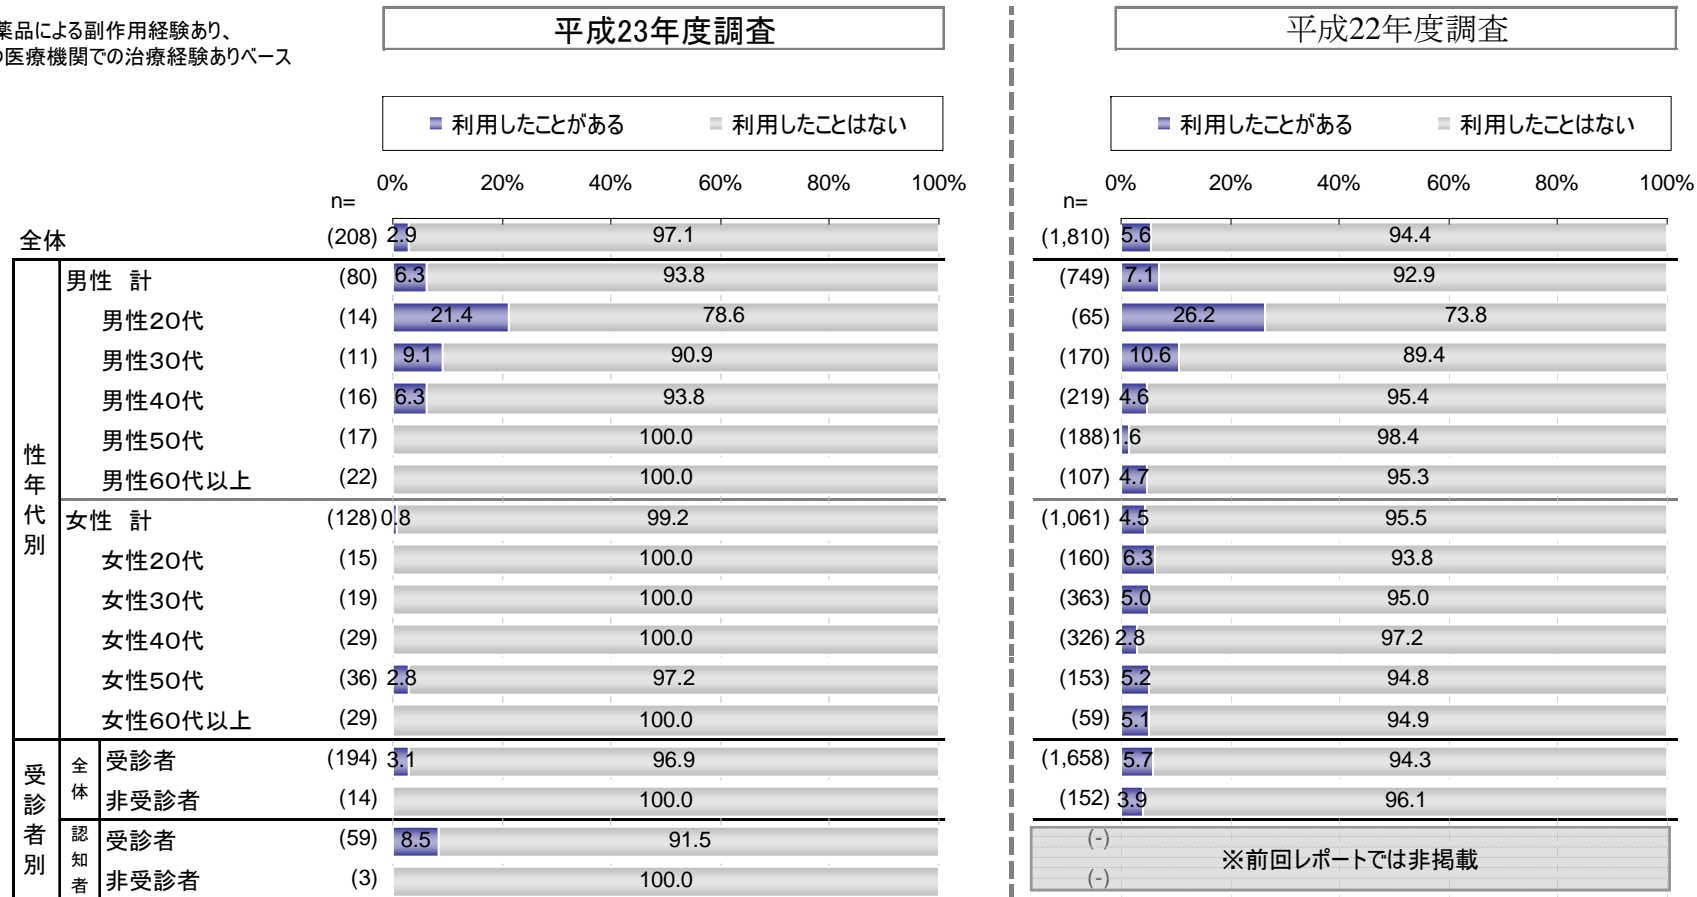 薬品による副作用経験あり、
の医療機関での治療経験ありベース
平成23年度調査
平成22年度調査
利用したことがある 利用したことはない
利用したことがある 利用したことはない
n= 0% 20% 40% 60% 80% 100%
n= 0% 20% 40% 60% 80% 100%
全体 (208) 2.9 97.1 (1,810) 5.6 94.4
性年代別
男性 計 (80) 6.3 93.8 (749) 7.1 92.9
男性20代 (14) 21.4 78.6 (65) 26.2 73.8
男性30代 (11) 9.1 90.9 (170) 10.6 89.4
男性40代 (16) 6.3 93.8 (219) 4.6 95.4
男性50代 (17) 100.0 (188) 1.6 98.4
男性60代以上 (22) 100.0 (107) 4.7 95.3
女性 計 (128) 0.8 99.2 (1,061) 4.5 95.5
女性20代 (15) 100.0 (160) 6.3 93.8
女性30代 (19) 100.0 (363) 5.0 95.0
女性40代 (29) 100.0 (326) 2.8 97.2
女性50代 (36) 2.8 97.2 (153) 5.2 94.8
女性60代以上 (29) 100.0 (59) 5.1 94.9
受診者別
全体
受診者 (194) 3.1 96.9 (1,658) 5.7 94.3
非受診者 (14) 100.0 (152) 3.9 96.1
認知者
受診者 (59) 8.5 91.5 (-)
※前回レポートでは非掲載
非受診者 (3) 100.0 (-)